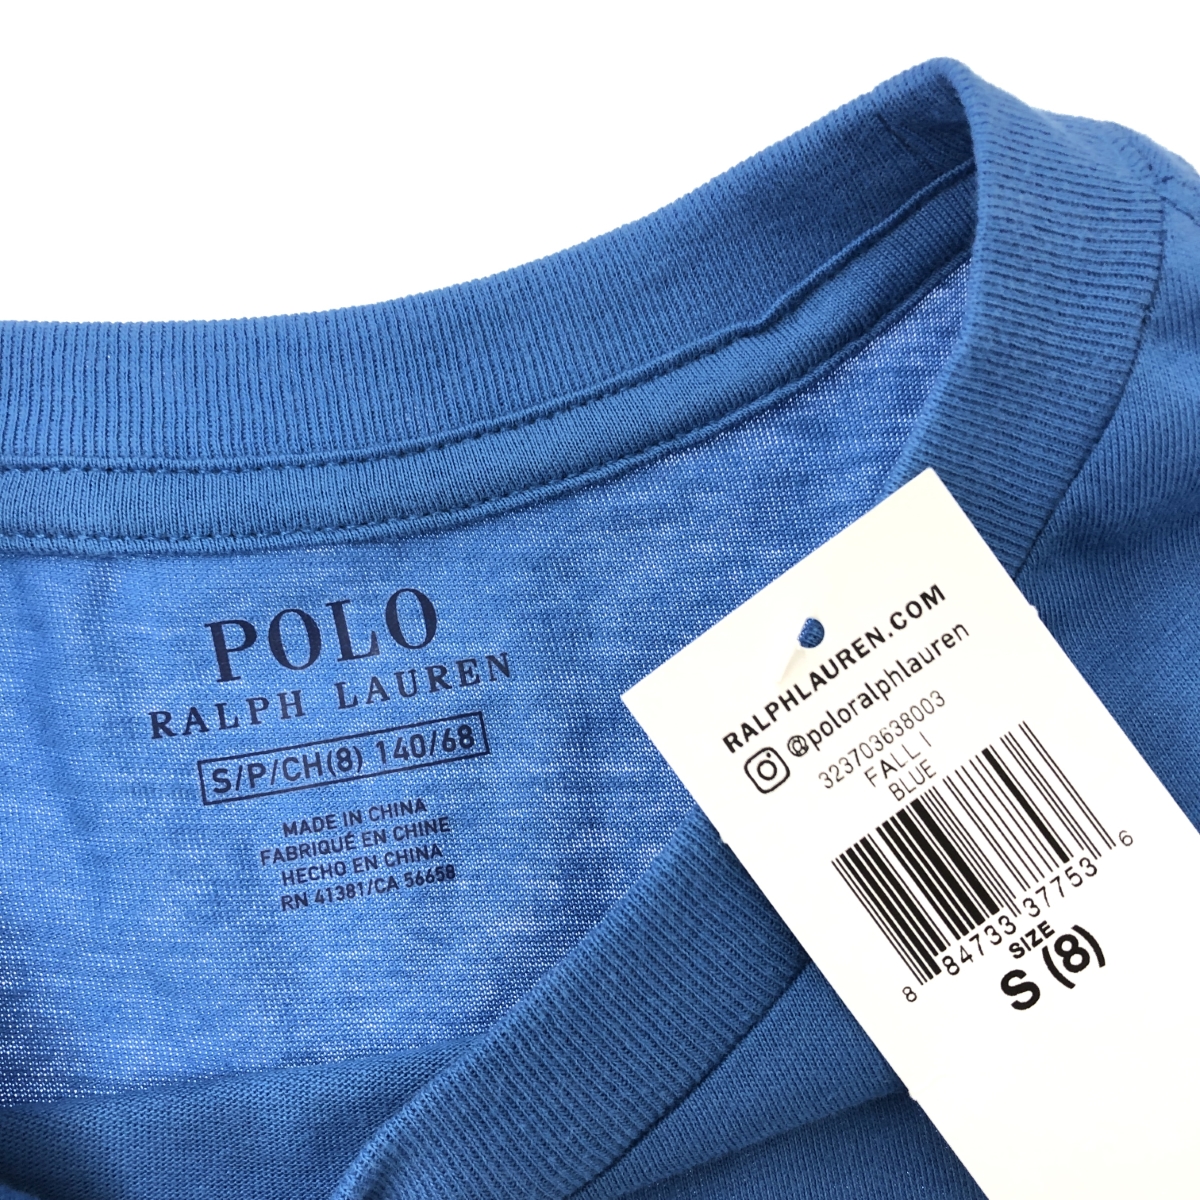 POLO
RALPH LAUREN
S/P/CH(8) 140/68
MADE IN CHINA
FABRIQUÉ EN CHINE
HECHO EN CHINA
RN 41381/CA 56658
RALPHLAUREN.COM
@poloralphlauren
323703638003
FALL I
BLUE
8 84733 37753 6
SIZE
S (8)